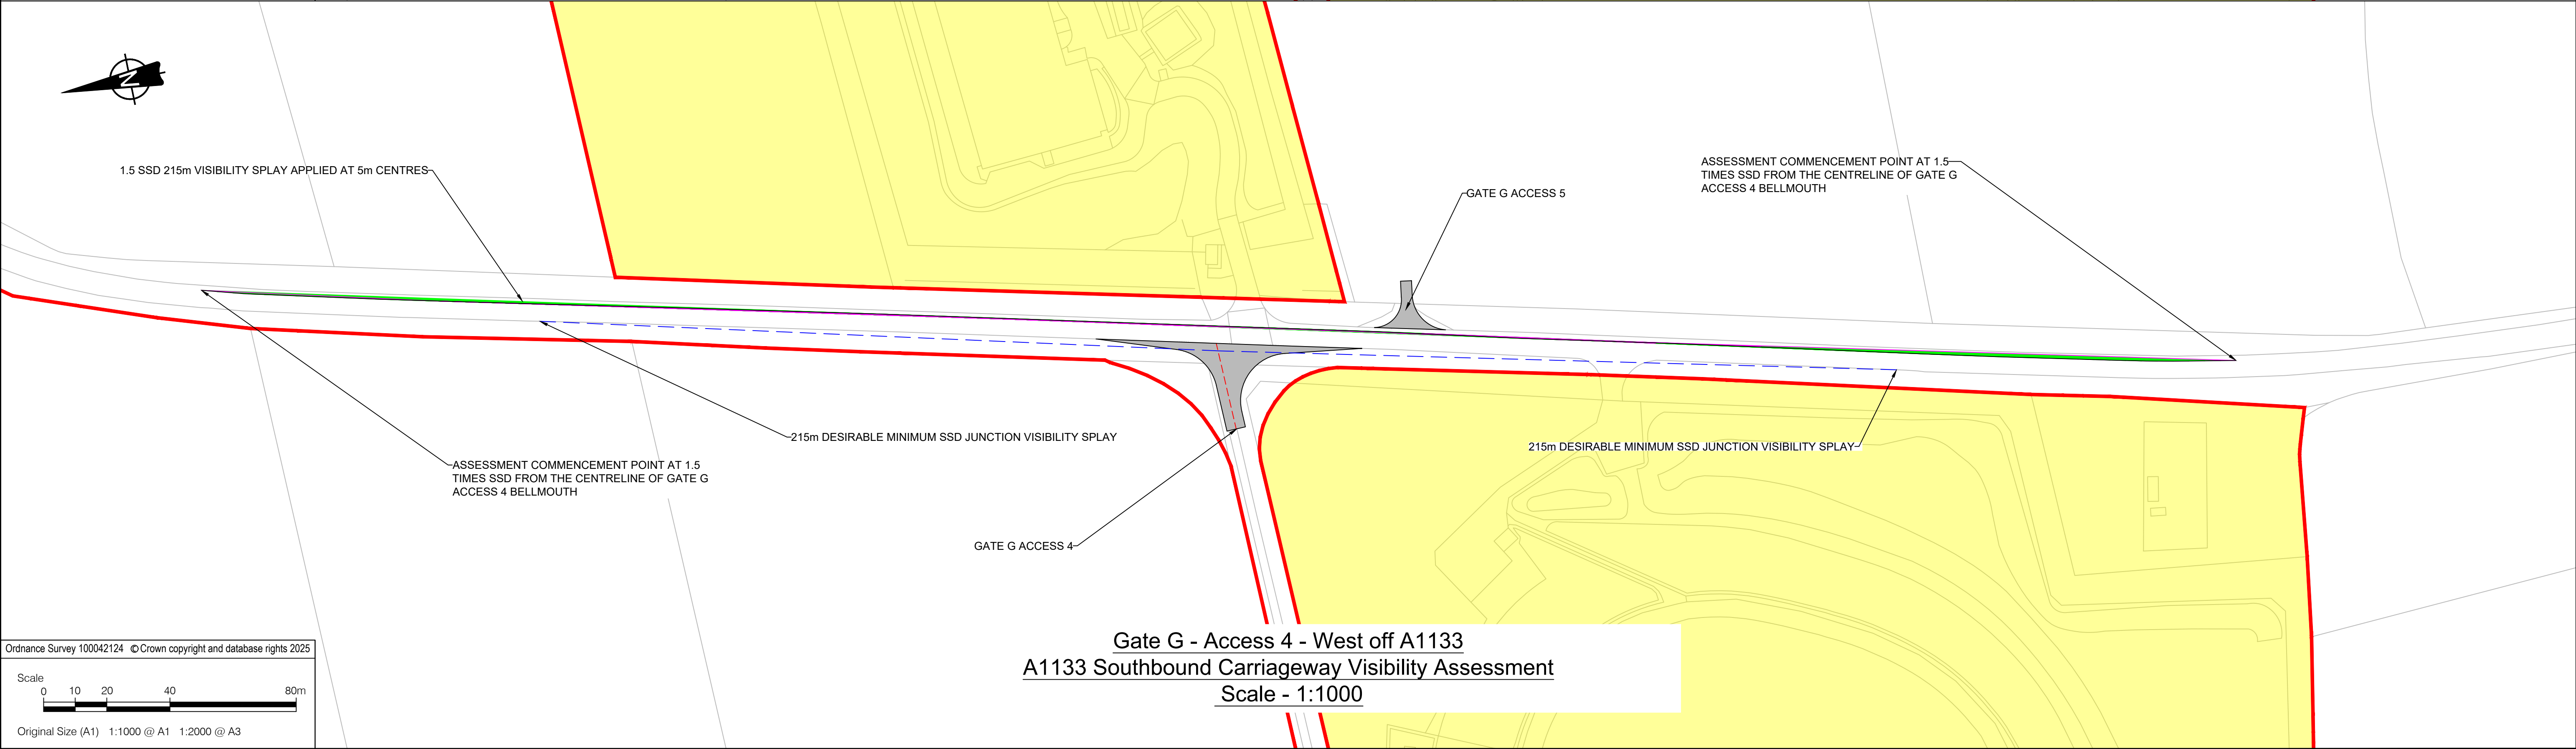 N
1.5 SSD 215m VISIBILITY SPLAY APPLIED AT 5m CENTRES
GATE G ACCESS 5
ASSESSMENT COMMENCEMENT POINT AT 1.5
TIMES SSD FROM THE CENTRELINE OF GATE G
ACCESS 4 BELLMOUTH
215m DESIRABLE MINIMUM SSD JUNCTION VISIBILITY SPLAY
215m DESIRABLE MINIMUM SSD JUNCTION VISIBILITY SPLAY
ASSESSMENT COMMENCEMENT POINT AT 1.5
TIMES SSD FROM THE CENTRELINE OF GATE G
ACCESS 4 BELLMOUTH
GATE G ACCESS 4
Gate G - Access 4 - West off A1133
A1133 Southbound Carriageway Visibility Assessment
Scale - 1:1000
Ordnance Survey 100042124 © Crown copyright and database rights 2025
Scale
0 10 20 40 80m
Original Size (A1) 1:1000 @ A1 1:2000 @ A3